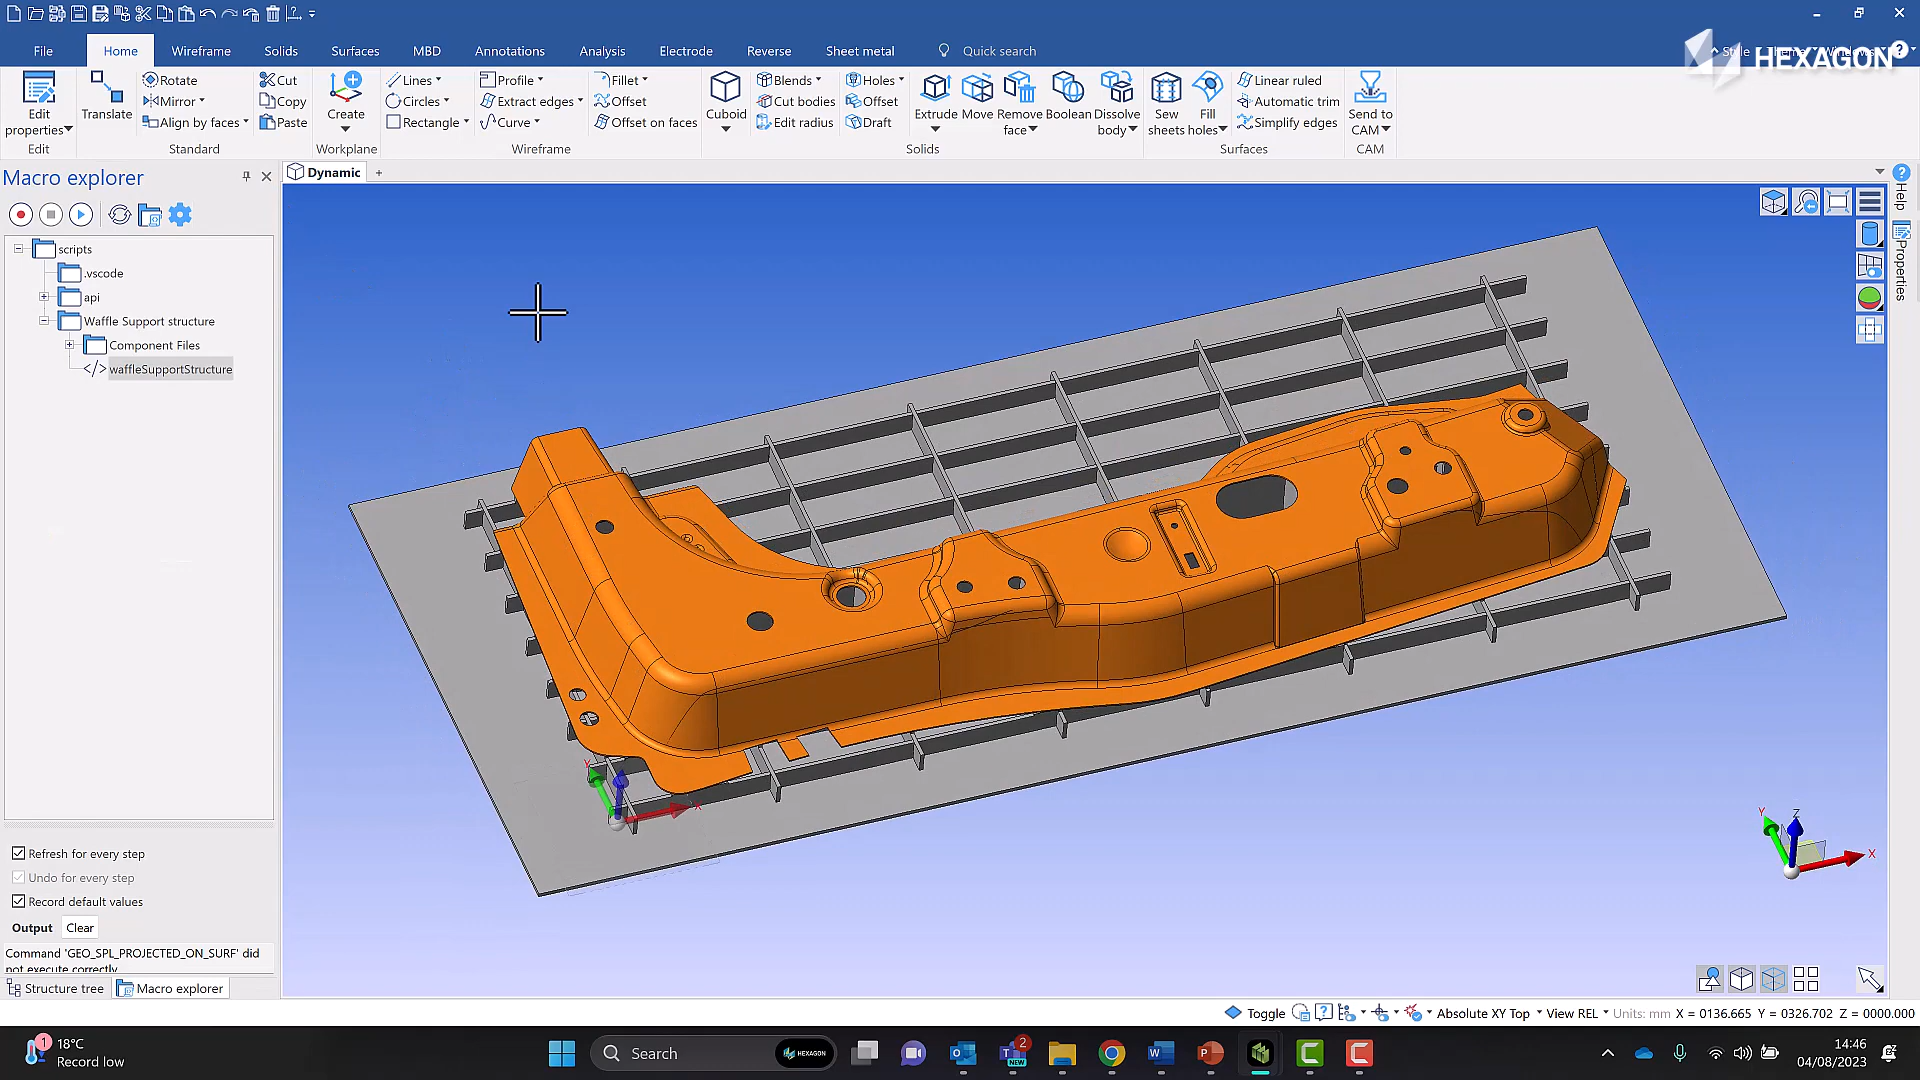 File
Home
Wireframe
Solids
Surfaces
MBD
Annotations
Analysis
Electrode
Reverse
Sheet metal
Quick search
Style
HEXAGON
Edit properties
Edit
Translate
Rotate
Mirror
Align by faces
Cut
Copy
Paste
Standard
Create
Workplane
Lines
Circles
Rectangle
Profile
Extract edges
Curve
Fillet
Offset
Offset on faces
Wireframe
Cuboid
Blends
Cut bodies
Edit radius
Holes
Offset
Draft
Extrude
Move
Remove face
Boolean
Dissolve body
Solids
Sew sheets
Fill holes
Linear ruled
Automatic trim
Simplify edges
Surfaces
Send to CAM
CAM
Macro explorer
Dynamic
+
scripts
.vscode
api
Waffle Support structure
Component Files
waffleSupportStructure
Help
Properties
Y
X
Y
Z
X
Refresh for every step
Undo for every step
Record default values
Output
Clear
Command 'GEO_SPL_PROJECTED_ON_SURF' did
not execute correctly
Structure tree
Macro explorer
Toggle
Absolute XY Top
View REL
Units: mm X = 0136.665 Y = 0326.702 Z = 0000.000
1
18°C
Record low
Search
HEXAGON
2
NEW
14:46
04/08/2023